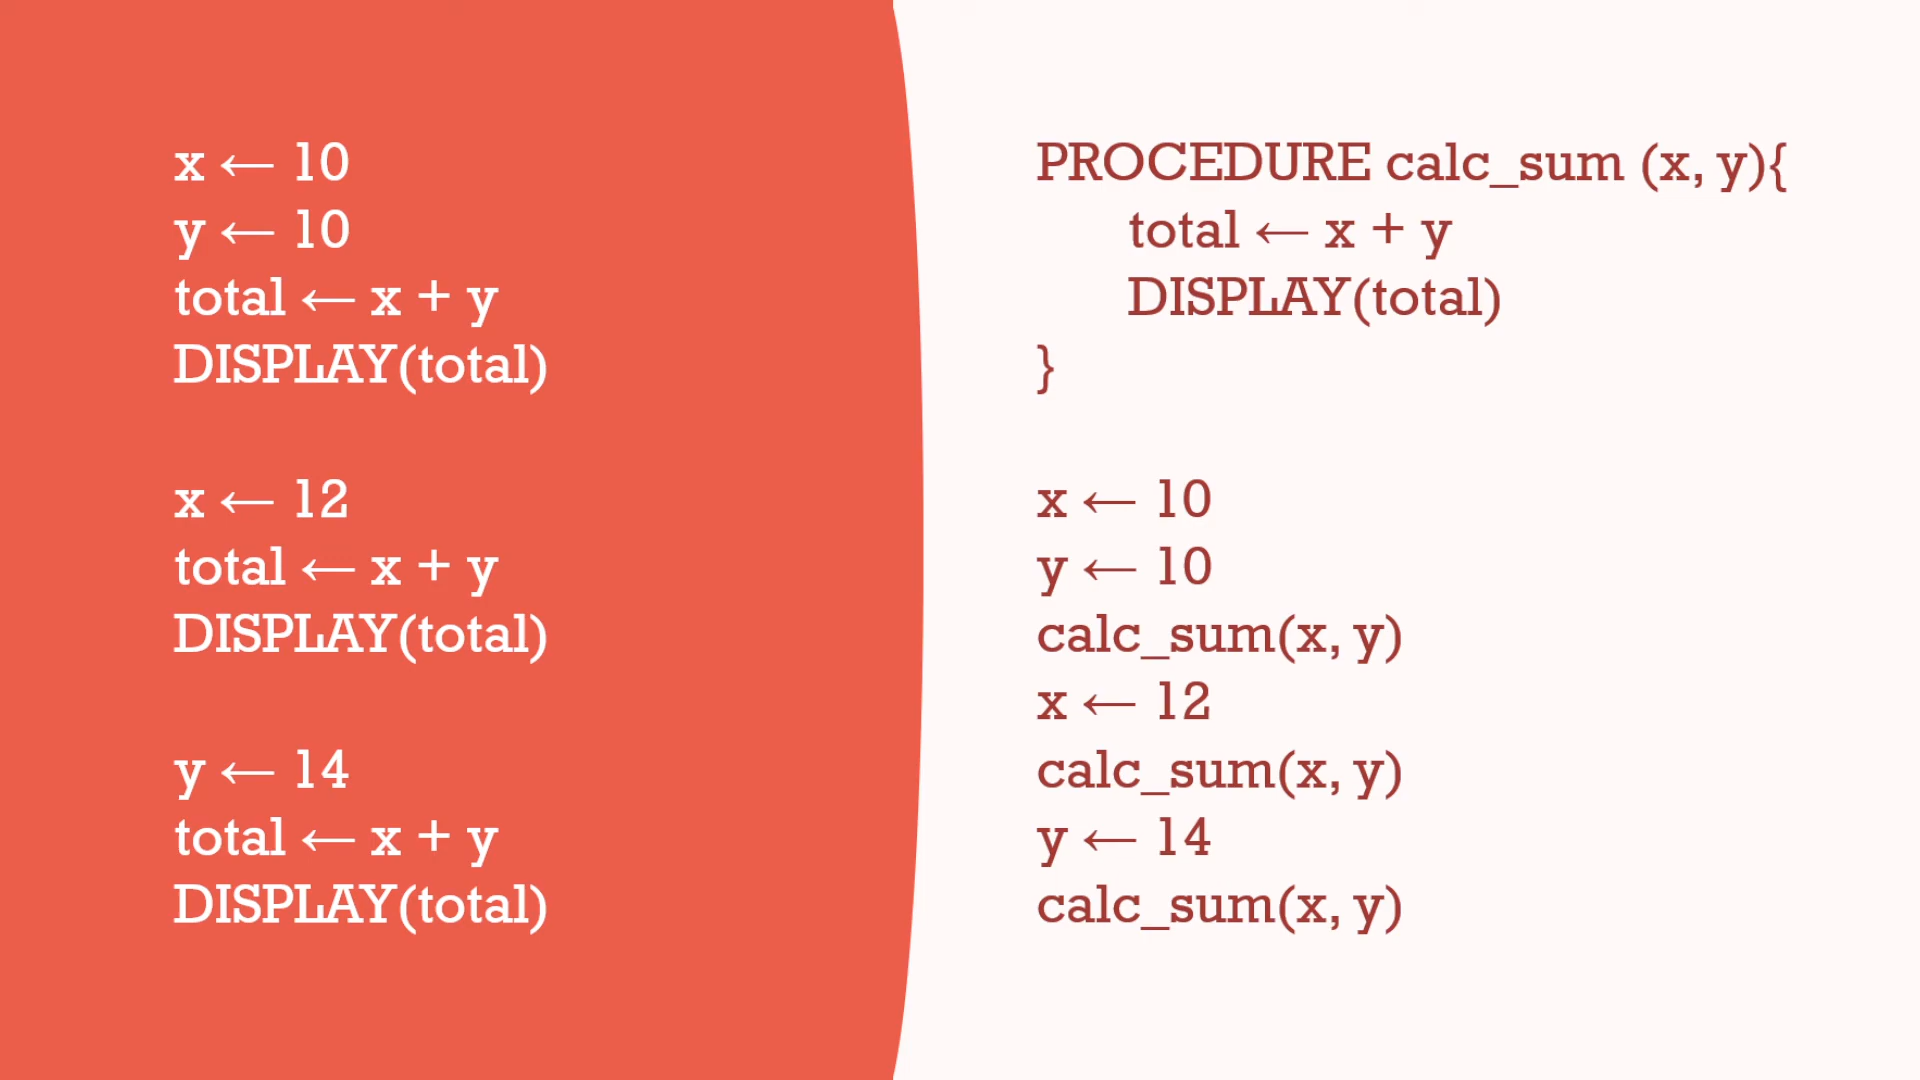 x ← 10
y ← 10
total ← x + y
DISPLAY(total)
x ← 12
total ← x + y
DISPLAY(total)
y ← 14
total ← x + y
DISPLAY(total)
PROCEDURE calc_sum (x, y){
total ← x + y
DISPLAY(total)
}
x ← 10
y ← 10
calc_sum(x, y)
x ← 12
calc_sum(x, y)
y ← 14
calc_sum(x, y)